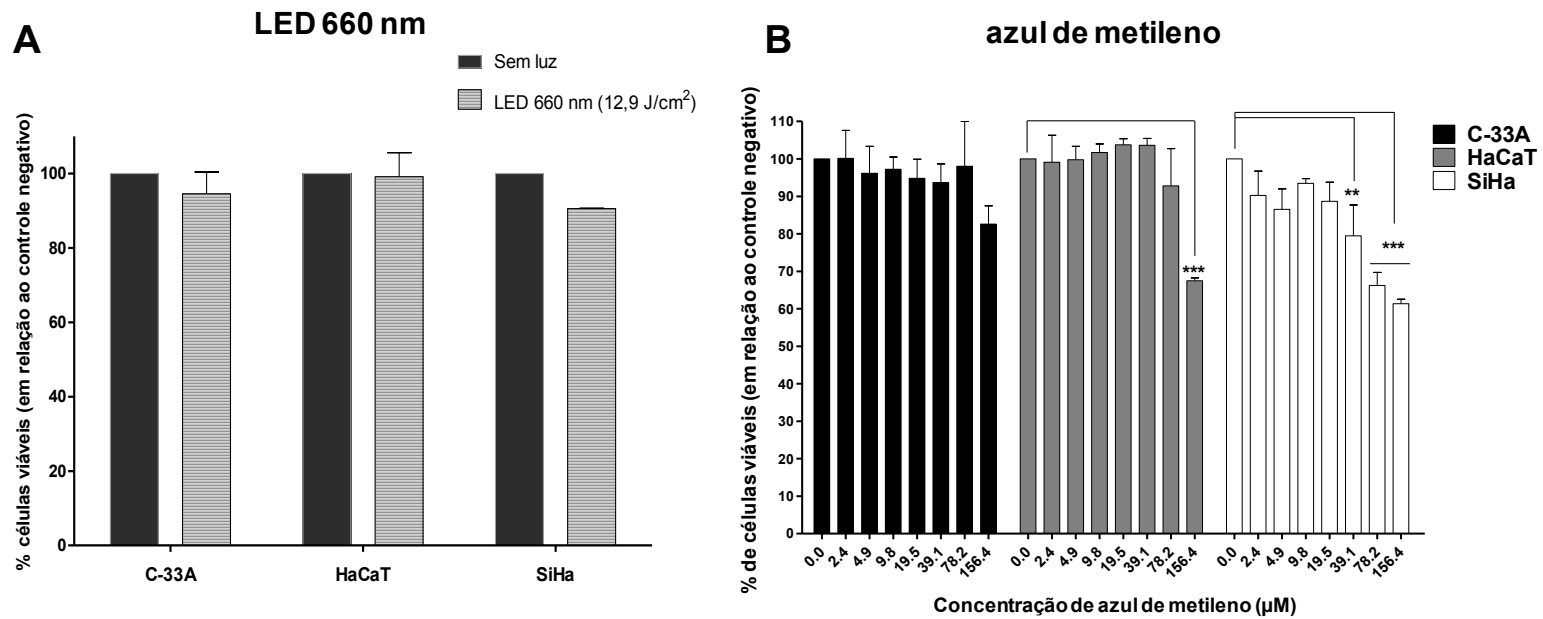 A
LED 660 nm
Sem luz
LED 660 nm (12,9 J/cm²)
% células viáveis (em relação ao controle negativo)
100
80
60
40
20
0
C-33A HaCaT SiHa
B
azul de metileno
C-33A
HaCaT
SiHa
% de células viáveis (em relação ao controle negativo)
110
100
90
80
70
60
50
40
30
20
10
0
***
**
***
0.0 2.4 4.9 9.8 19.5 39.1 78.2 156.4 0.0 2.4 4.9 9.8 19.5 39.1 78.2 156.4 0.0 2.4 4.9 9.8 19.5 39.1 78.2 156.4
Concentração de azul de metileno (µM)